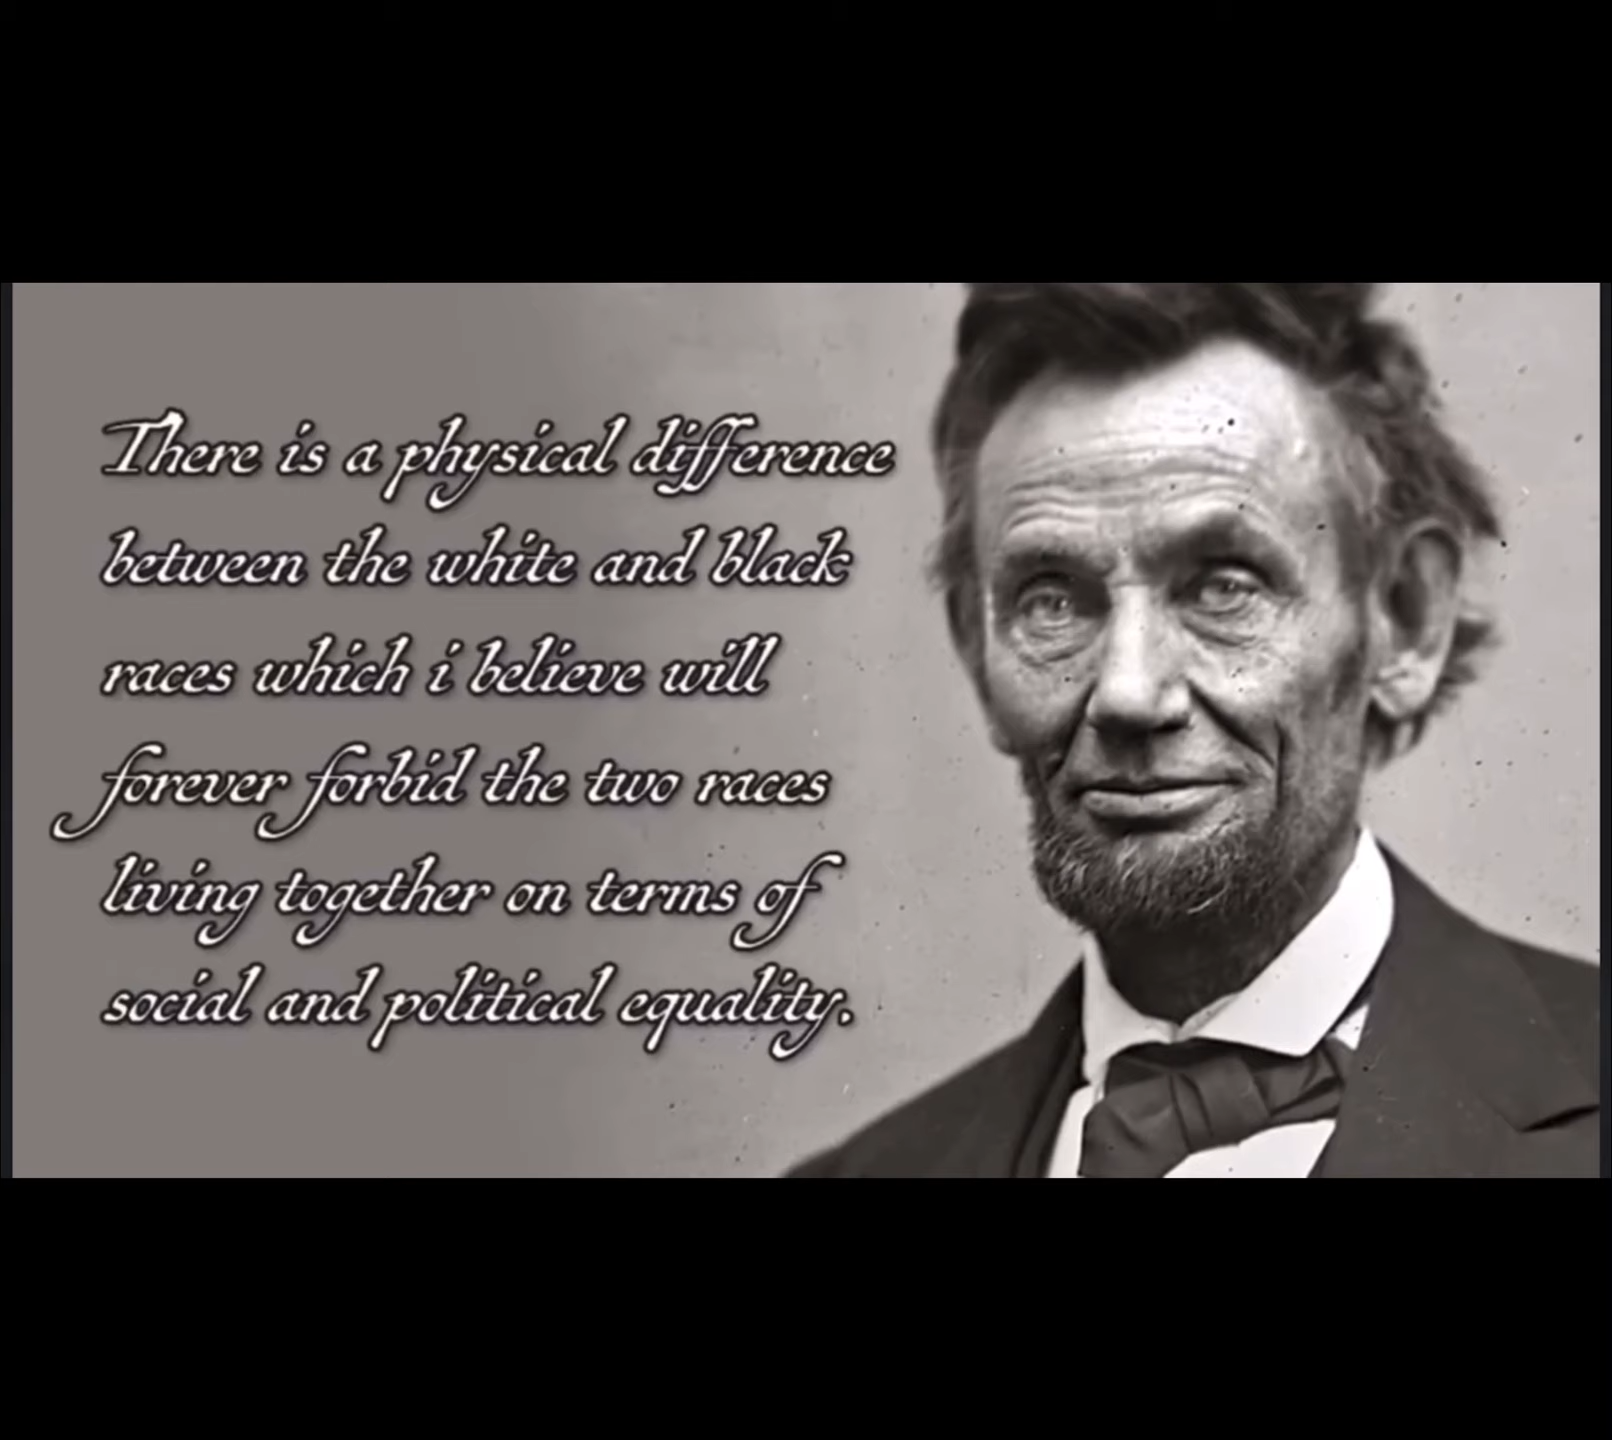 There is a physical difference
between the white and black
races which i believe will
forever forbid the two races
living together on terms of
social and political equality.